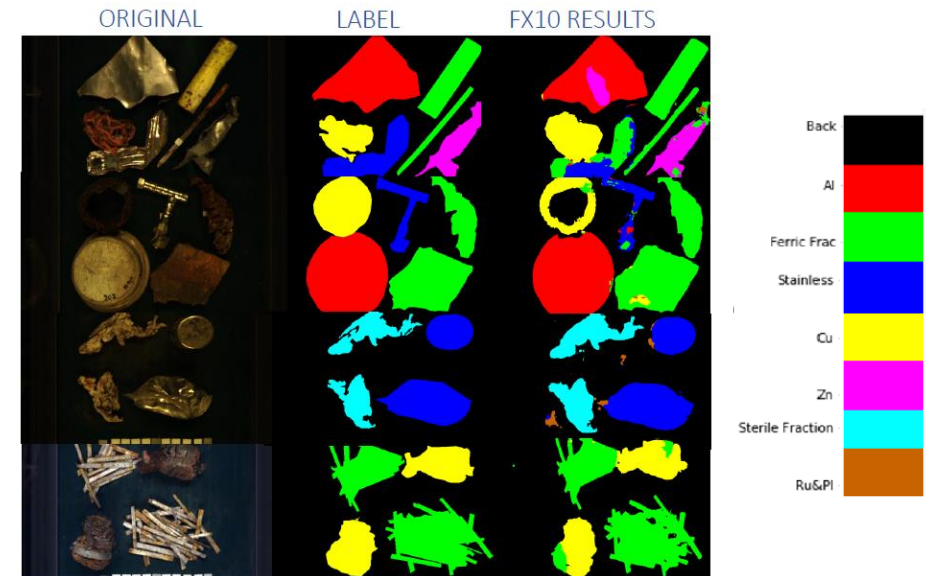 ORIGINAL
LABEL
FX10 RESULTS
Back
Al
Ferric Frac
Stainless
Cu
Zn
Sterile Fraction
Ru&Pl